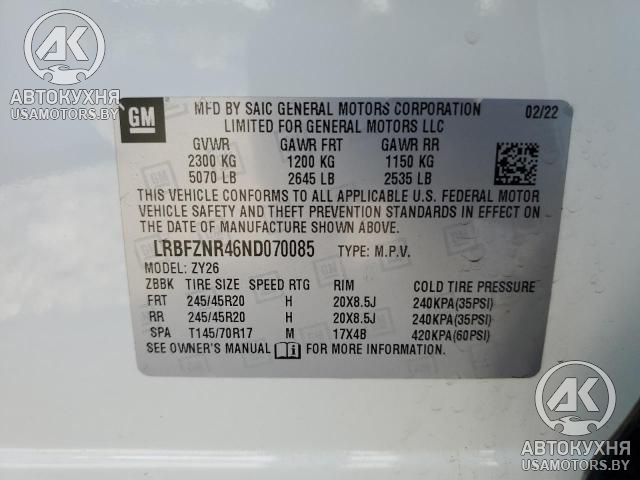 AK
АВТОКУХНЯ
USAMOTORS.BY
GM
MFD BY SAIC GENERAL MOTORS CORPORATION 02/22
LIMITED FOR GENERAL MOTORS LLC
GVWR GAWR FRT GAWR RR
2300 KG 1200 KG 1150 KG
5070 LB 2645 LB 2535 LB
THIS VEHICLE CONFORMS TO ALL APPLICABLE U.S. FEDERAL MOTOR
VEHICLE SAFETY AND THEFT PREVENTION STANDARDS IN EFFECT ON
THE DATE OF MANUFACTURE SHOWN ABOVE.
LRBFZNR46ND070085 TYPE: M.P.V.
MODEL: ZY26
ZBBK TIRE SIZE SPEED RTG RIM COLD TIRE PRESSURE
FRT 245/45R20 H 20X8.5J 240KPA(35PSI)
RR 245/45R20 H 20X8.5J 240KPA(35PSI)
SPA T145/70R17 M 17X4B 420KPA(60PSI)
SEE OWNER'S MANUAL FOR MORE INFORMATION.
AK
АВТОКУХНЯ
USAMOTORS.BY